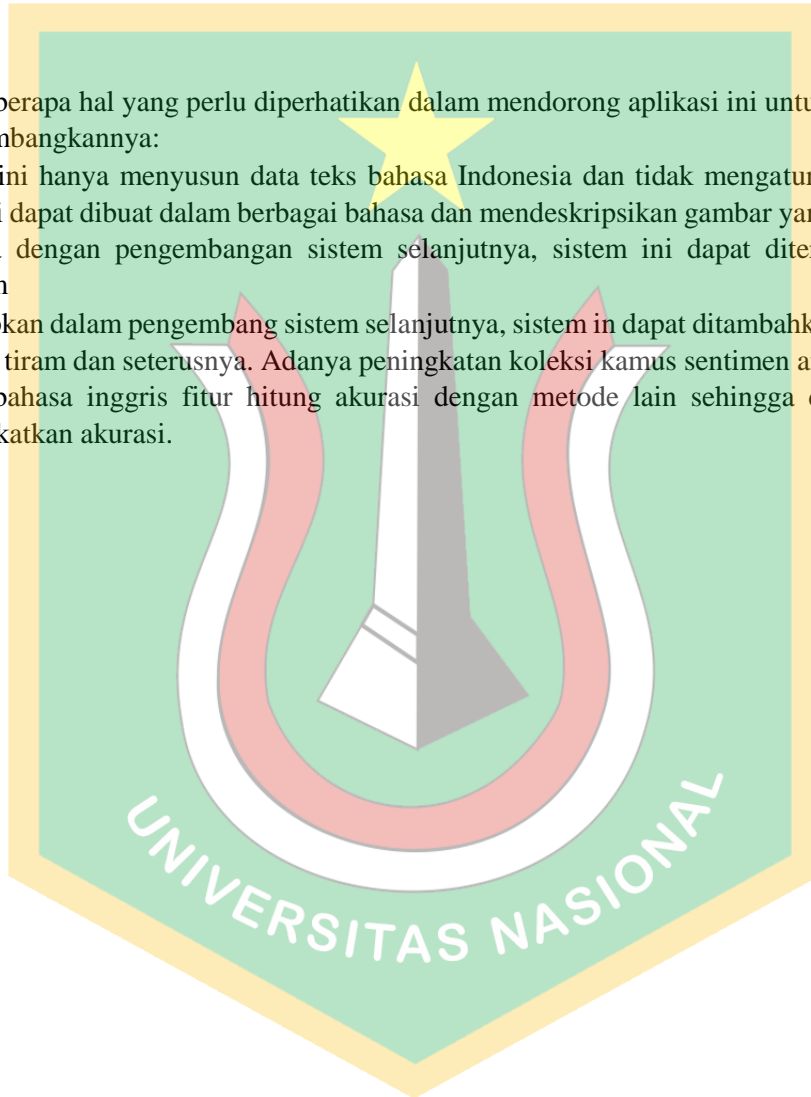 berapa hal yang perlu diperhatikan dalam mendorong aplikasi ini untu
mbangkannya:
ini hanya menyusun data teks bahasa Indonesia dan tidak mengatur
i dapat dibuat dalam berbagai bahasa dan mendeskripsikan gambar yan
dengan pengembangan sistem selanjutnya, sistem ini dapat dite
kan dalam pengembang sistem selanjutnya, sistem in dapat ditambahk
tiram dan seterusnya. Adanya peningkatan koleksi kamus sentimen a
bahasa inggris fitur hitung akurasi dengan metode lain sehingga
katkan akurasi.
UNIVERSITAS NASIONAL